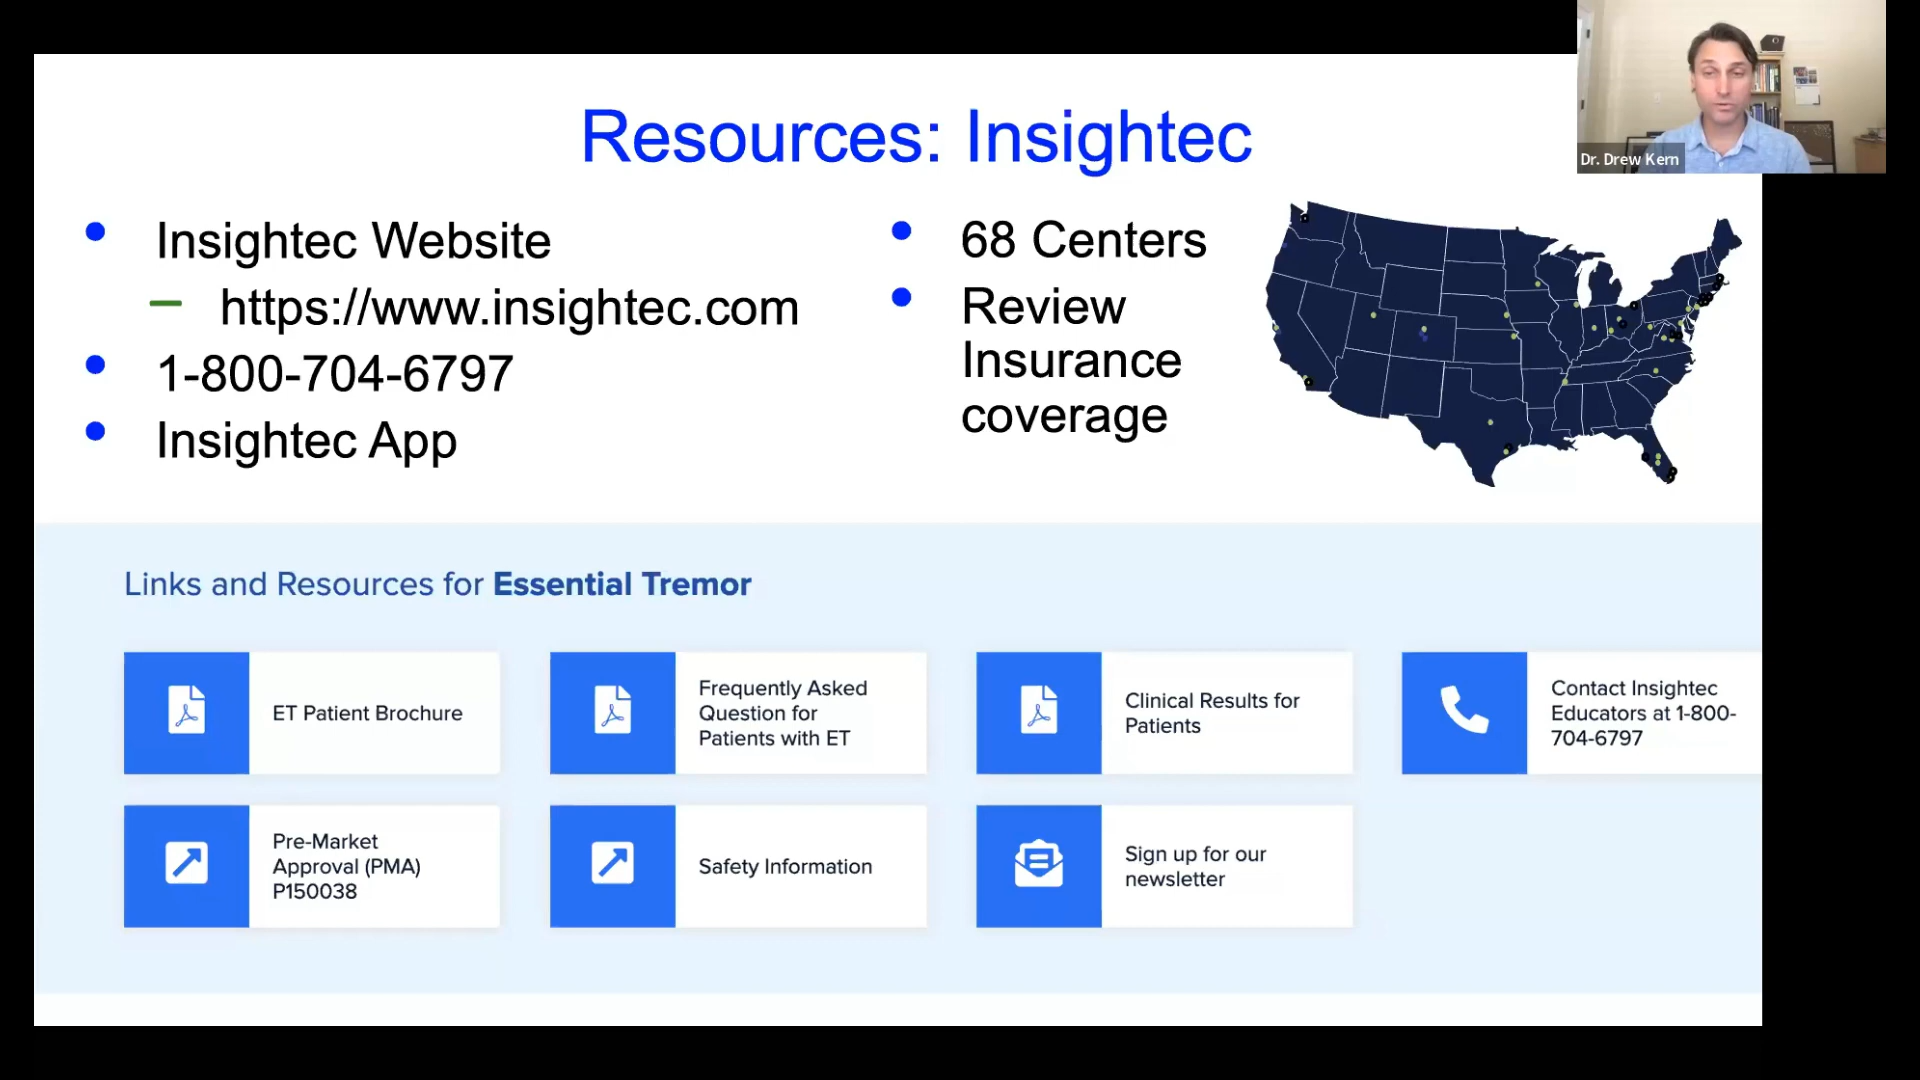 Resources: Insightec
Dr. Drew Kern
Insightec Website
https://www.insightec.com
1-800-704-6797
Insightec App
68 Centers
Review
Insurance
coverage
Links and Resources for Essential Tremor
ET Patient Brochure
Frequently Asked
Question for
Patients with ET
Clinical Results for
Patients
Contact Insightec
Educators at 1-800-
704-6797
Pre-Market
Approval (PMA)
P150038
Safety Information
Sign up for our
newsletter